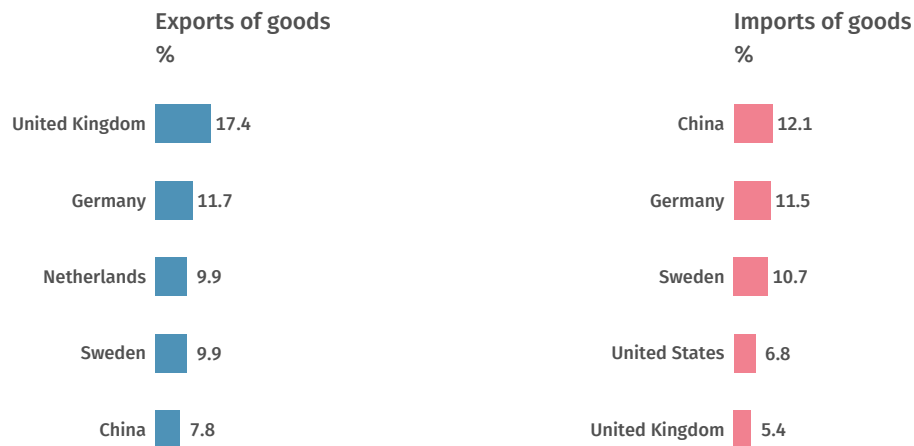 Exports of goods
%
United Kingdom 17.4
Germany 11.7
Netherlands 9.9
Sweden 9.9
China 7.8
Imports of goods
%
China 12.1
Germany 11.5
Sweden 10.7
United States 6.8
United Kingdom 5.4